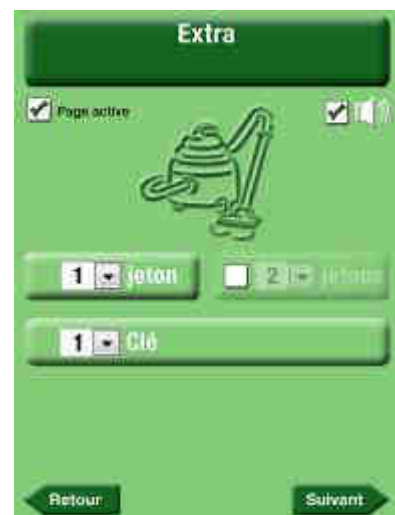 Extra
Page active
1 jeton 2 jetons
1 Clé
Retour Suivant